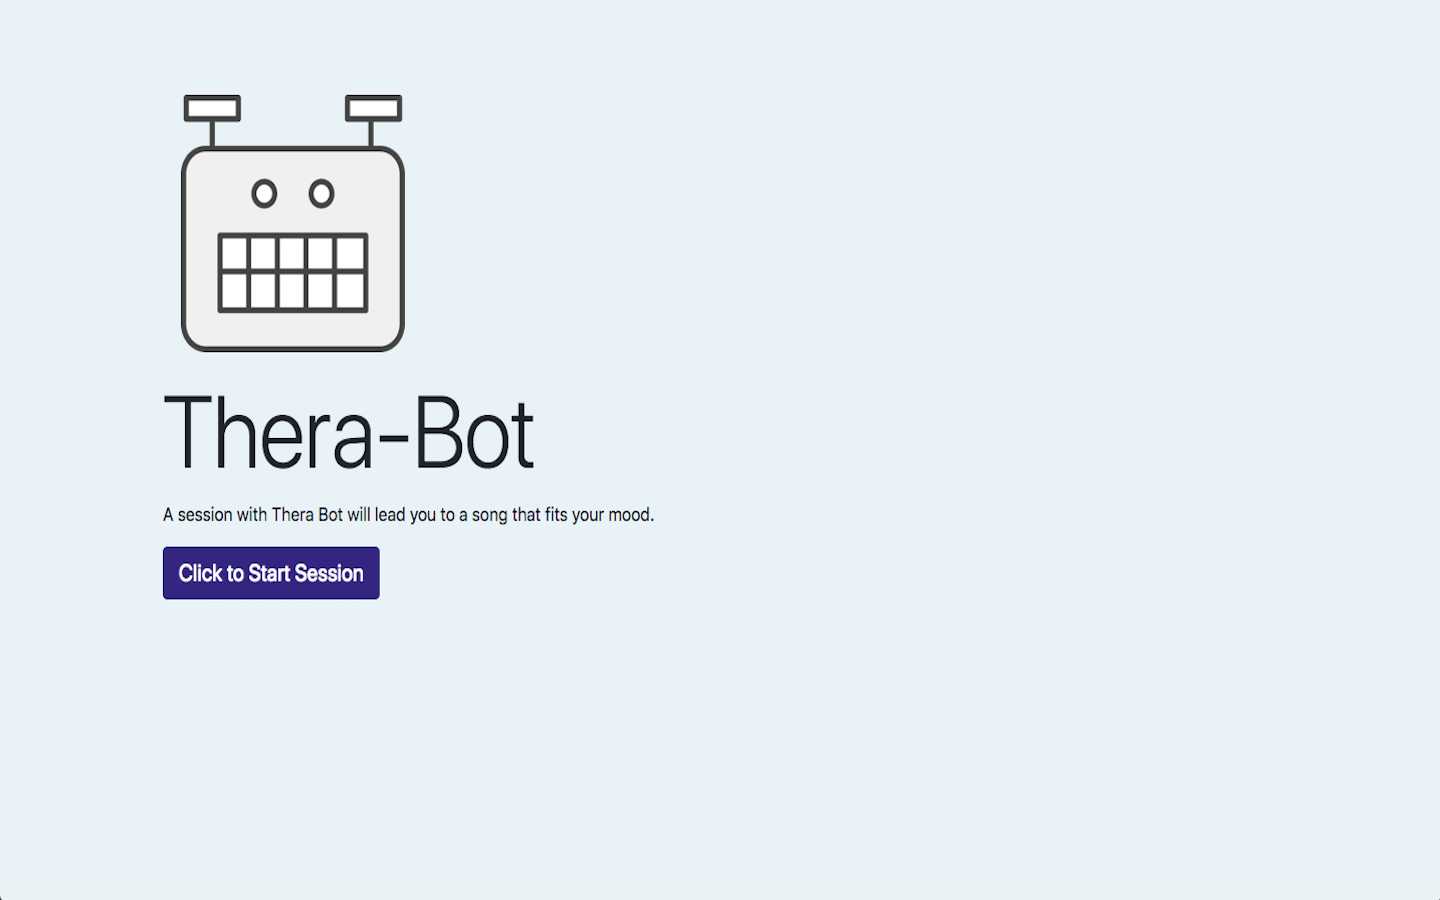 Thera-Bot
A session with Thera Bot will lead you to a song that fits your mood.
Click to Start Session